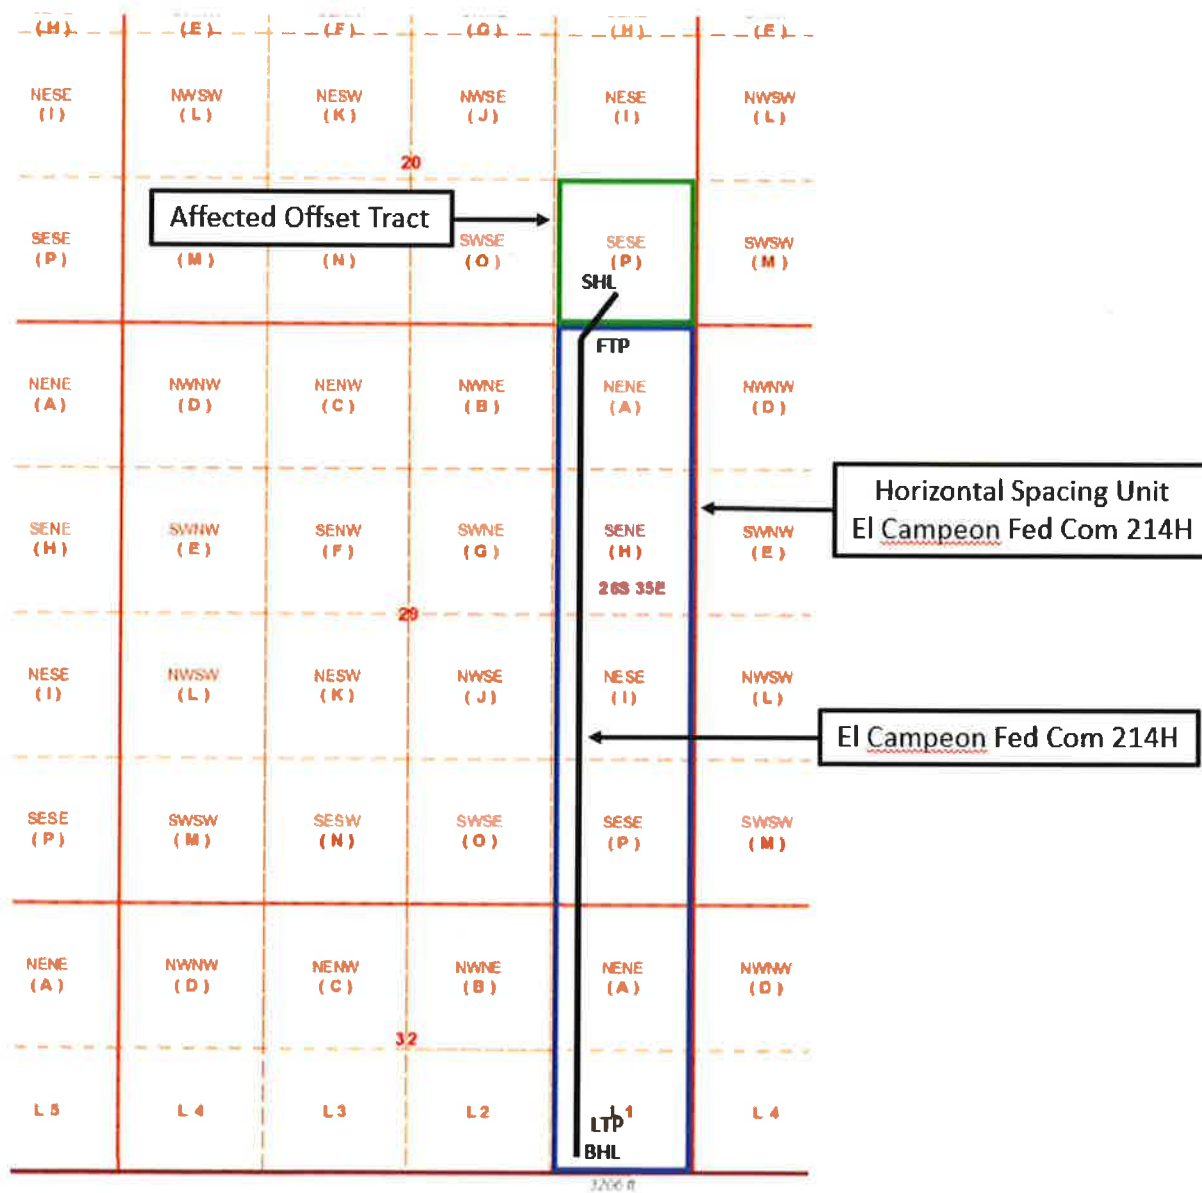 (H) (E) (F) (G) (H) (E)
NESE NWSW NESW NWSE NESE NWSW
(I) (L) (K) (J) (I) (L)
20
Affected Offset Tract
SESE SWSE SESE SWSW
(P) (M) (N) (O) (P) (M)
SHL
FTP
NENE NWNW NENW NWNE NENE NWNW
(A) (D) (C) (B) (A) (D)
Horizontal Spacing Unit
El Campeon Fed Com 214H
SENE SWNW SENW SWNE SENE SWNW
(H) (E) (F) (G) (H) (E)
26S 35E
29
NESE NWSW NESW NWSE NESE NWSW
(I) (L) (K) (J) (I) (L)
El Campeon Fed Com 214H
SESE SWSW SESW SWSE SESE SWSW
(P) (M) (N) (O) (P) (M)
NENE NWNW NENW NWNE NENE NWNW
(A) (D) (C) (B) (A) (D)
32
L 5 L 4 L 3 L 2 L 1 L 4
LTP
BHL
3206 ft